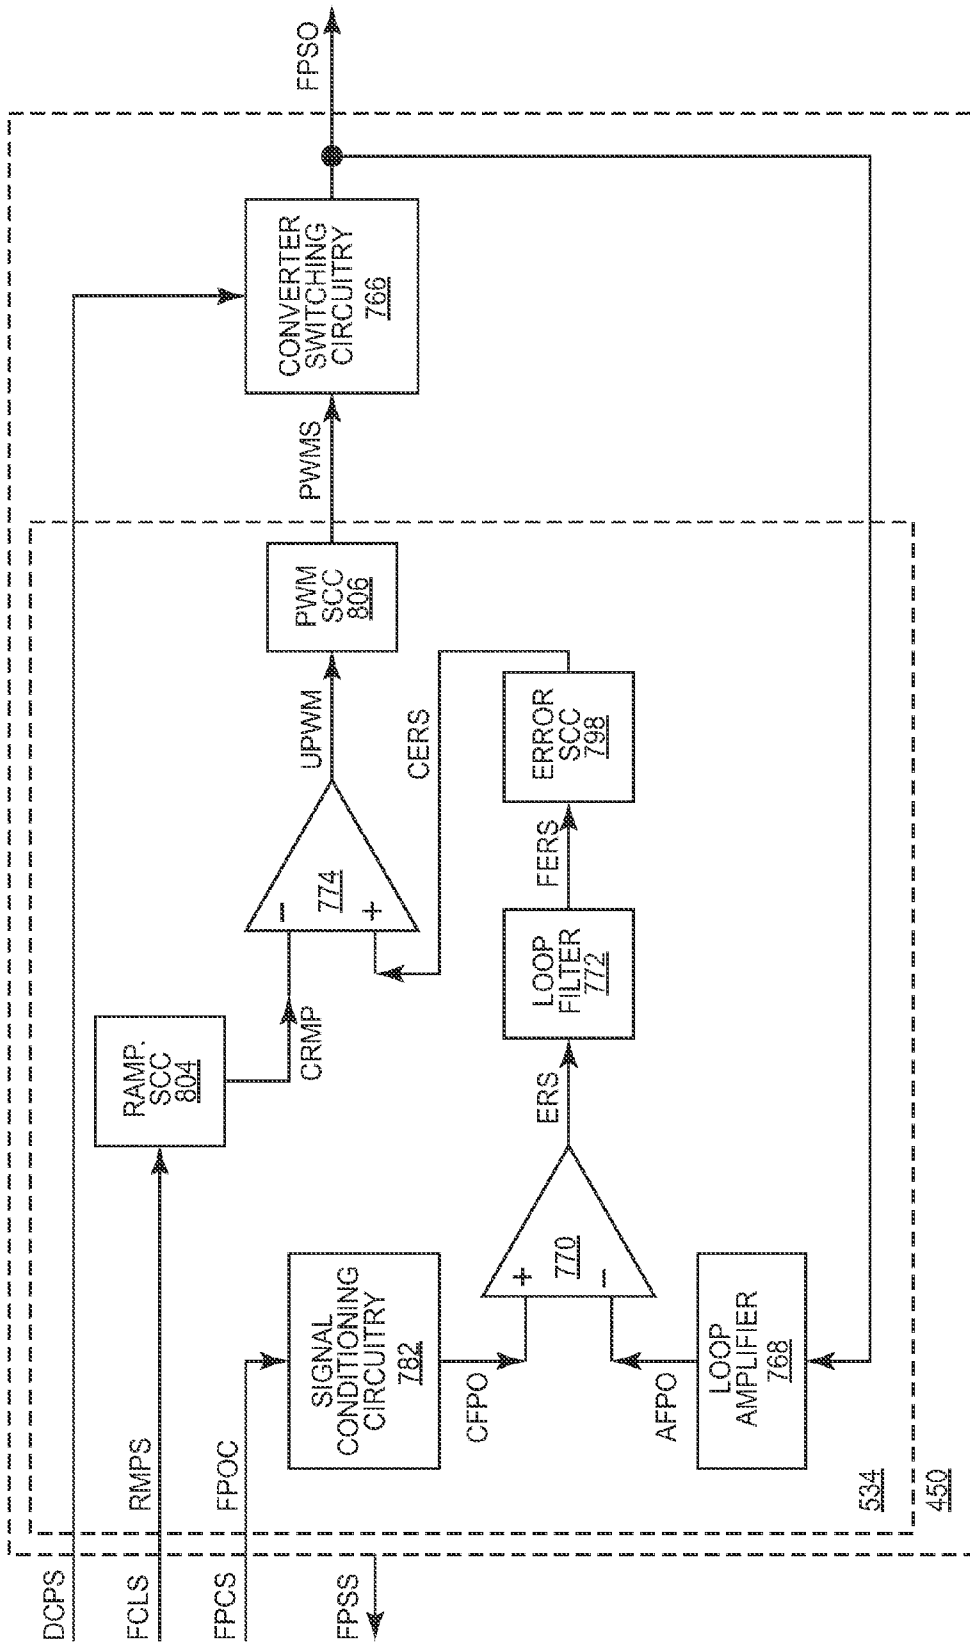 DCPS
FCLS
FPCS
FPSS
RMPS
FPOC
RAMP.
SCC
804
CRMP
SIGNAL
CONDITIONING
CIRCUITRY
782
CFPO
AFPO
LOOP
AMPLIFIER
768
+
770
-
ERS
LOOP
FILTER
772
FERS
ERROR
SCC
798
CERS
-
774
+
UPWM
PWM
SCC
806
PWMS
CONVERTER
SWITCHING
CIRCUITRY
766
FPSO
534
450